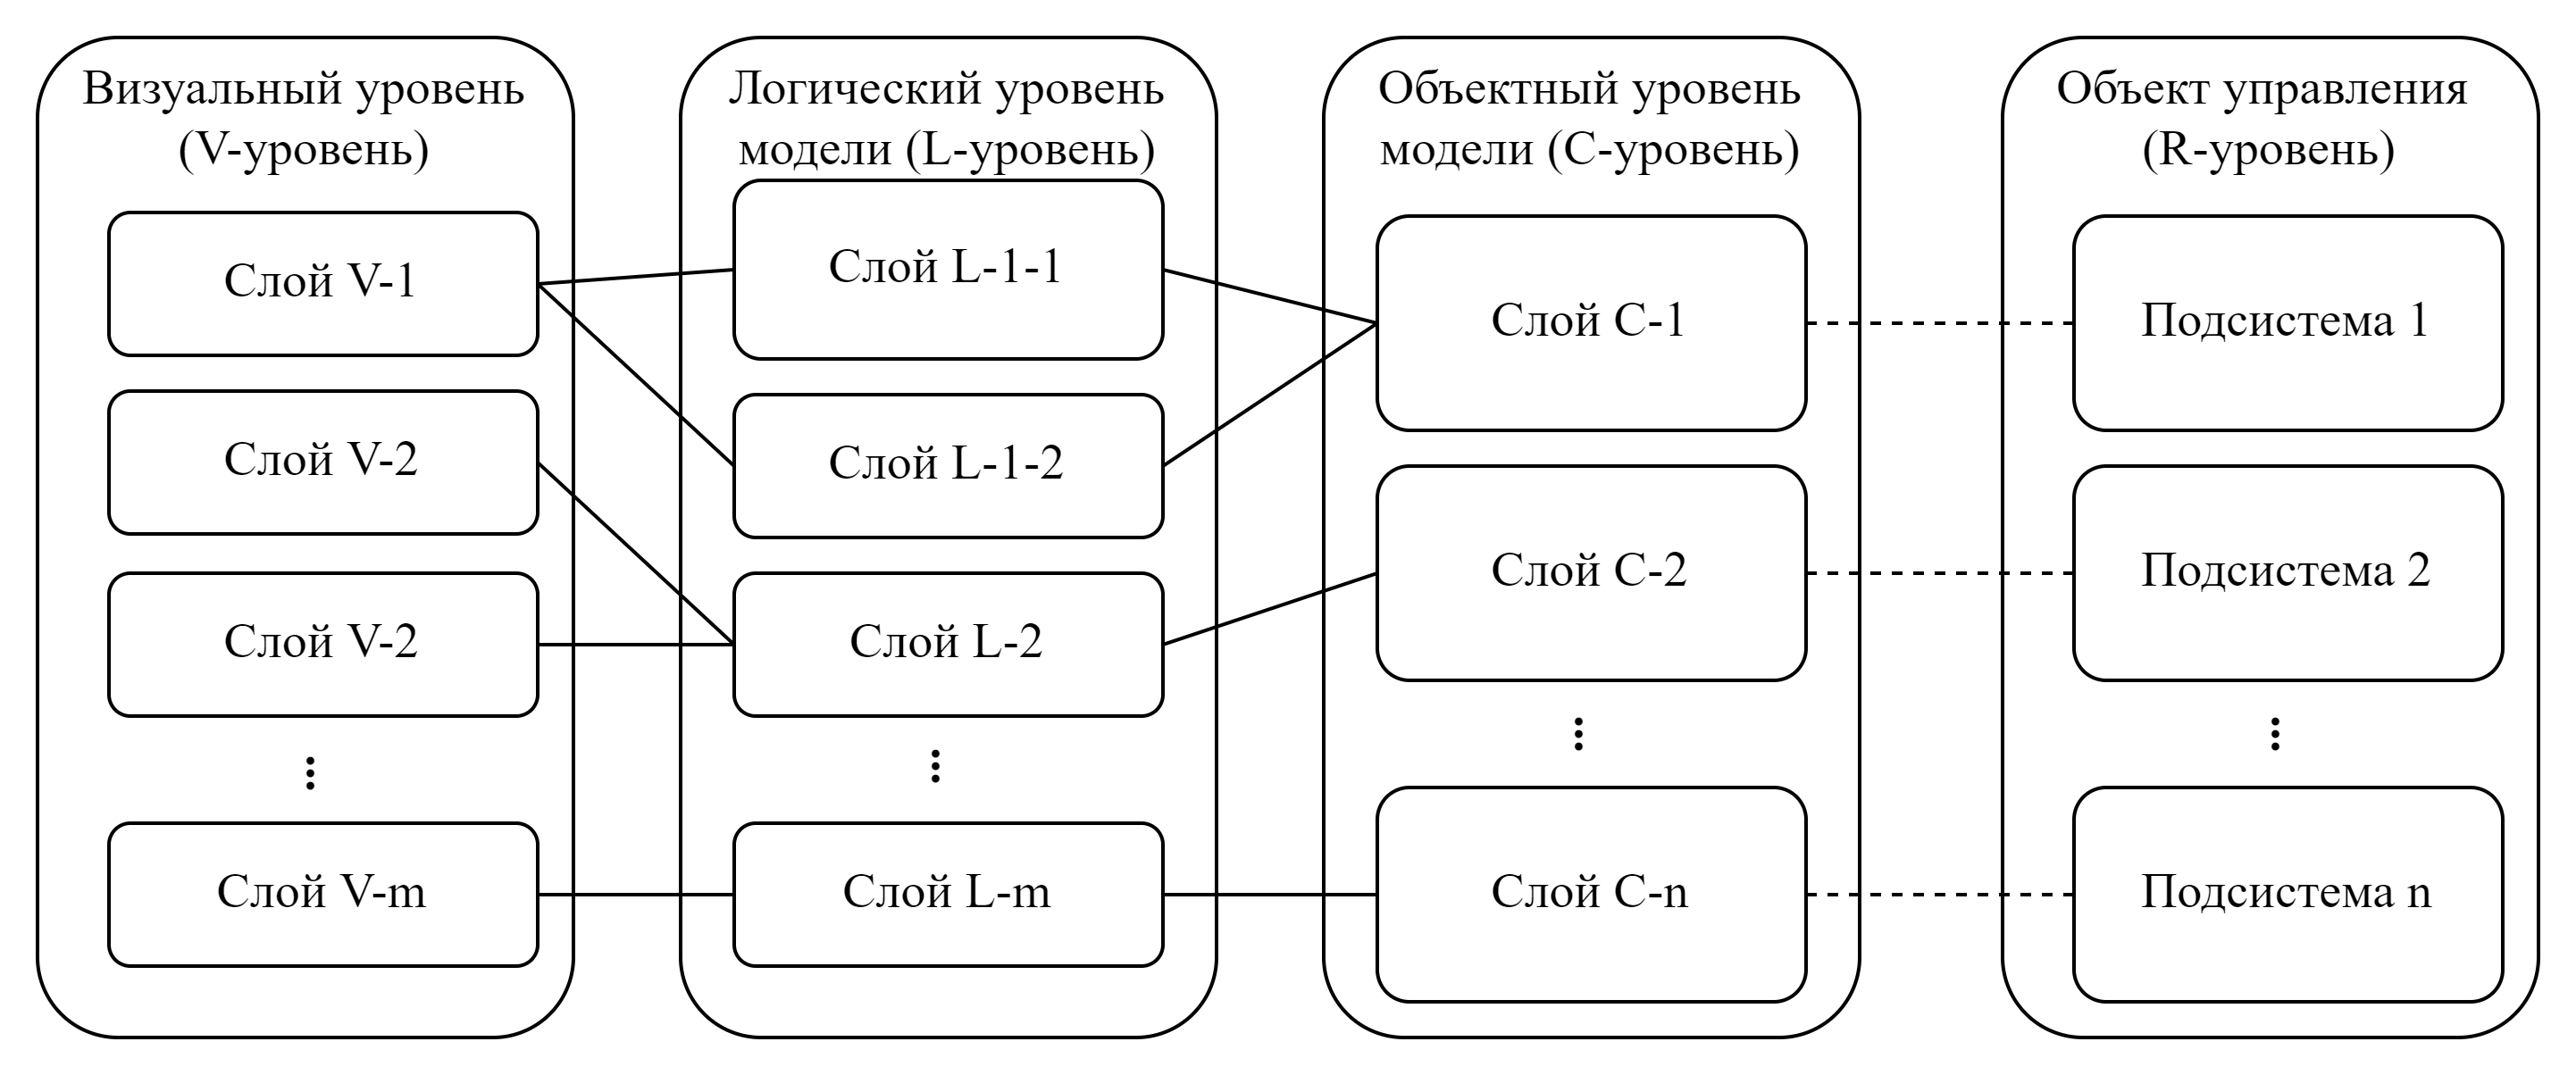 Визуальный уровень
(V-уровень)
Слой V-1
Слой V-2
Слой V-2
Слой V-m
Логический уровень
модели (L-уровень)
Слой L-1-1
Слой L-1-2
Слой L-2
Слой L-m
Объектный уровень
модели (C-уровень)
Слой C-1
Слой C-2
Слой C-n
Объект управления
(R-уровень)
Подсистема 1
Подсистема 2
Подсистема n